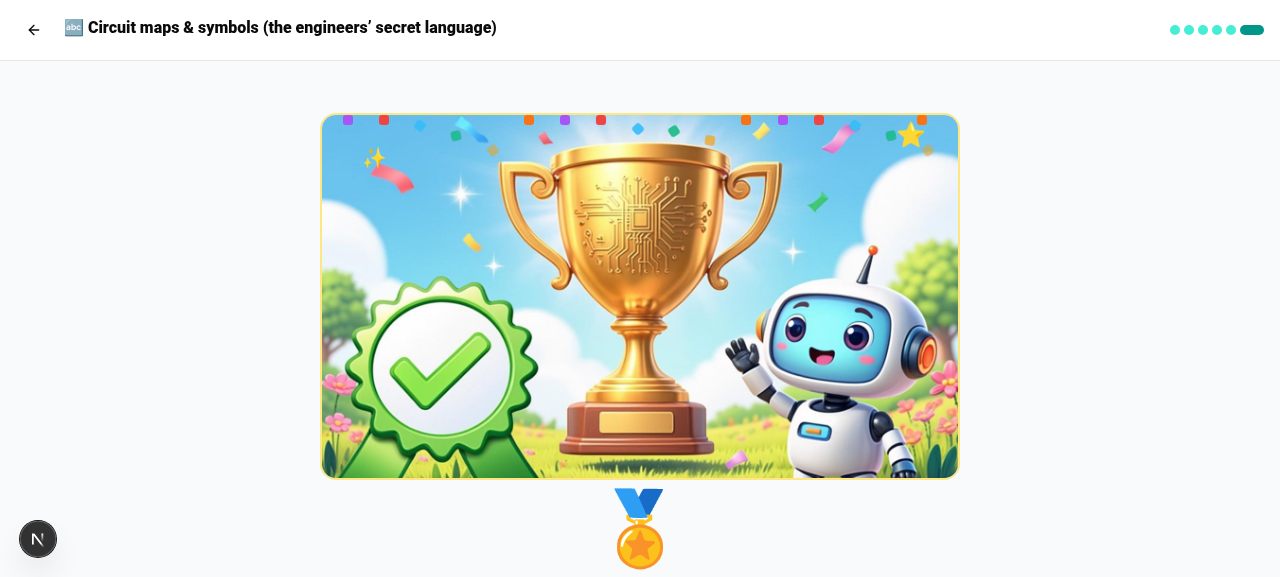 🔤 Circuit maps & symbols (the engineers’ secret language)
N